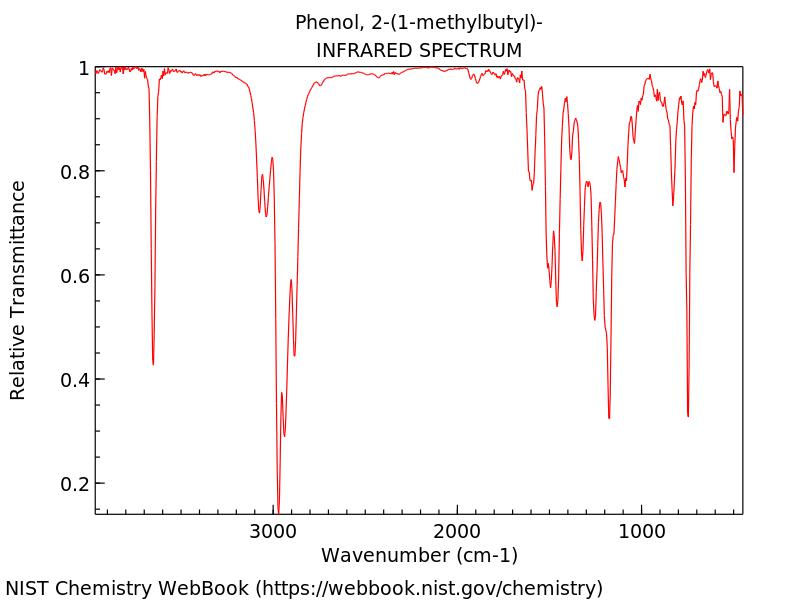 Phenol, 2-(1-methylbutyl)-
INFRARED SPECTRUM
1
0.8
0.6
0.4
0.2
Relative Transmittance
3000 2000 1000
Wavenumber (cm-1)
NIST Chemistry WebBook (https://webbook.nist.gov/chemistry)